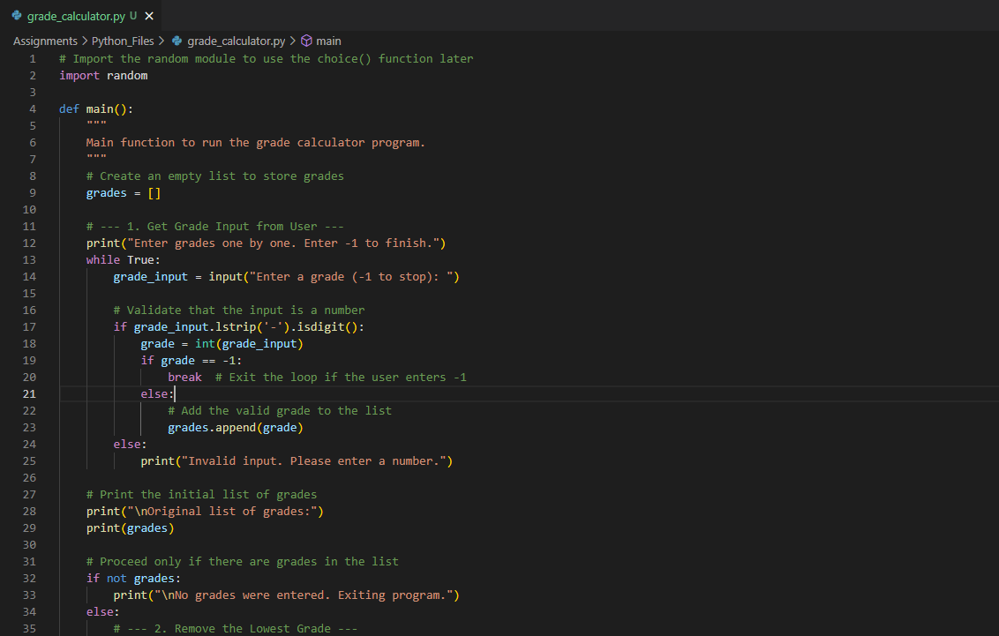 grade_calculator.py U ×
Assignments > Python_Files > grade_calculator.py > main
1 # Import the random module to use the choice() function later
2 import random
3
4 def main():
5     """
6     Main function to run the grade calculator program.
7     """
8     # Create an empty list to store grades
9     grades = []
10
11     # --- 1. Get Grade Input from User ---
12     print("Enter grades one by one. Enter -1 to finish.")
13     while True:
14         grade_input = input("Enter a grade (-1 to stop): ")
15
16         # Validate that the input is a number
17         if grade_input.lstrip('-').isdigit():
18             grade = int(grade_input)
19             if grade == -1:
20                 break  # Exit the loop if the user enters -1
21             else:
22                 # Add the valid grade to the list
23                 grades.append(grade)
24         else:
25             print("Invalid input. Please enter a number.")
26
27     # Print the initial list of grades
28     print("\nOriginal list of grades:")
29     print(grades)
30
31     # Proceed only if there are grades in the list
32     if not grades:
33         print("\nNo grades were entered. Exiting program.")
34     else:
35         # --- 2. Remove the Lowest Grade ---